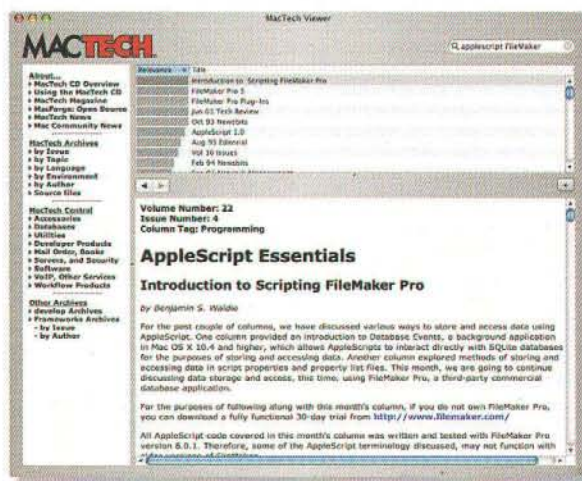 MacTech Viewer
MACTECH
applescript FileMaker
About...
MacTech CD Overview
Using the MacTech CD
MacTech Magazine
MacForge: Open Source
MacTech News
Mac Community News
MacTech Archives
by Issue
by Topic
by Language
by Environment
by Author
Source files
MacTech Central
Accessories
Databases
Utilities
Developer Products
Mail Order, Books
Servers, and Security
Software
VoIP, Other Services
Workflow Products
Other Archives
develop Archives
Frameworks Archives
- by Issue
- by Author
Relevance Title
Introduction to Scripting FileMaker Pro
FileMaker Pro 5
FileMaker Pro Plug-Ins
Jun 01 Tech Review
Oct 93 Newsbits
AppleScript 1.0
Aug 93 Editorial
Vol 10 Issues
Feb 94 Newsbits
Volume Number: 22
Issue Number: 4
Column Tag: Programming
AppleScript Essentials
Introduction to Scripting FileMaker Pro
by Benjamin S. Waldie
For the past couple of columns, we have discussed various ways to store and access data using
AppleScript. One column provided an introduction to Database Events, a background application
in Mac OS X 10.4 and higher, which allows AppleScripts to interact directly with SQLite databases
for the purposes of storing and accessing data. Another column explored methods of storing and
accessing data in script properties and property list files. This month, we are going to continue
discussing data storage and access, this time, using FileMaker Pro, a third-party commercial
database application.
For the purposes of following along with this month's column, if you do not own FileMaker Pro,
you can download a fully functional 30-day trial from http://www.filemaker.com/
All AppleScript code covered in this month's column was written and tested with FileMaker Pro
version 8.0.1. Therefore, some of the AppleScript terminology discussed, may not function with